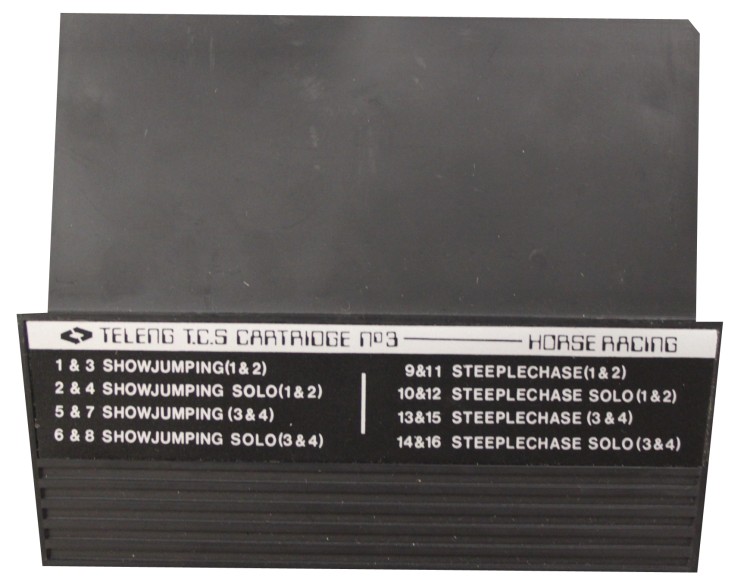 TELENG T.C.S CARTRIDGE Nº3 HORSE RACING
1 & 3 SHOWJUMPING(1 & 2)
2 & 4 SHOWJUMPING SOLO(1 & 2)
5 & 7 SHOWJUMPING (3 & 4)
6 & 8 SHOWJUMPING SOLO(3 & 4)
9&11 STEEPLECHASE(1 & 2)
10&12 STEEPLECHASE SOLO(1 & 2)
13&15 STEEPLECHASE (3 & 4)
14&16 STEEPLECHASE SOLO(3 & 4)